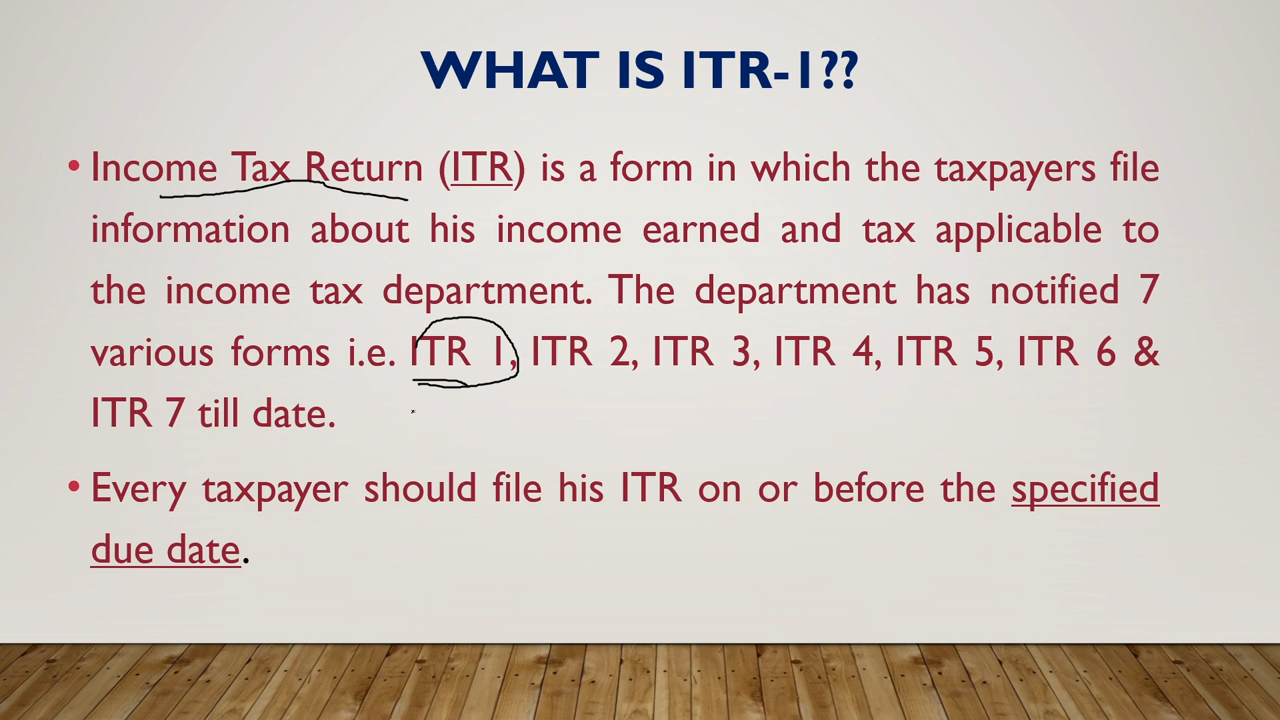 WHAT IS ITR-1??
• Income Tax Return (ITR) is a form in which the taxpayers file
information about his income earned and tax applicable to
the income tax department. The department has notified 7
various forms i.e. ITR 1, ITR 2, ITR 3, ITR 4, ITR 5, ITR 6 &
ITR 7 till date.
• Every taxpayer should file his ITR on or before the specified
due date.